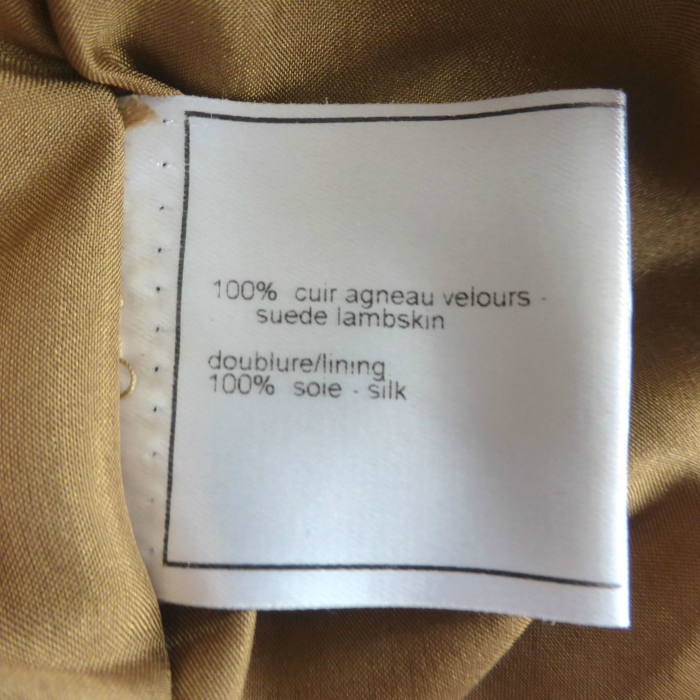 100% cuir agneau velours -
suede lambskin
doublure/lining
100% soie - silk